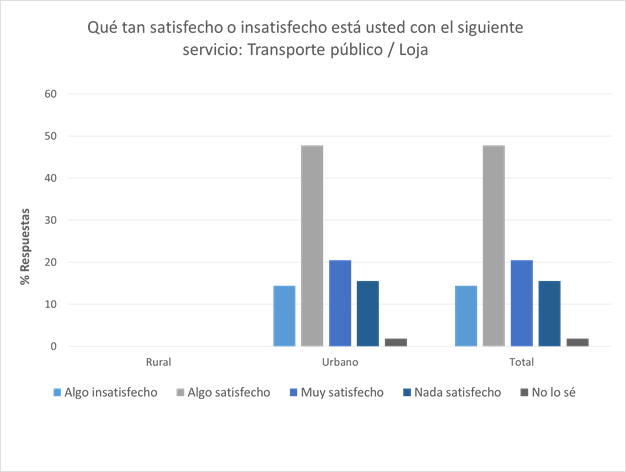 Qué tan satisfecho o insatisfecho está usted con el siguiente
servicio: Transporte público / Loja
60
50
40
30
20
10
0
% Respuestas
Rural Urbano Total
Algo insatisfecho Algo satisfecho Muy satisfecho Nada satisfecho No lo sé